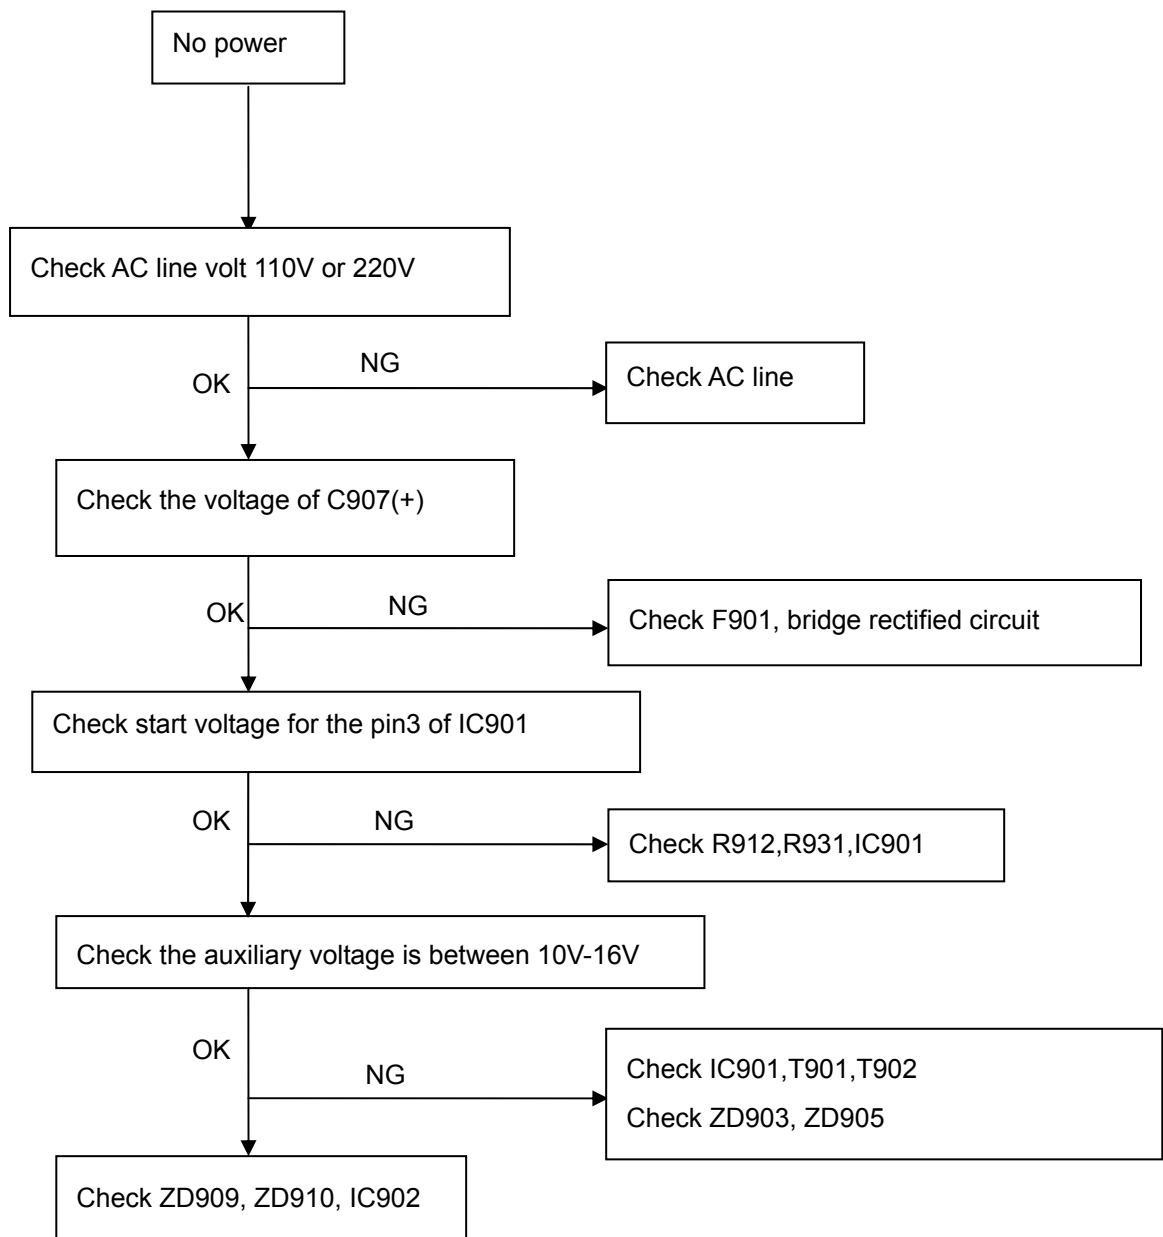 No power
Check AC line volt 110V or 220V
NG
OK
Check AC line
Check the voltage of C907(+)
NG
OK
Check F901, bridge rectified circuit
Check start voltage for the pin3 of IC901
OK
NG
Check R912,R931,IC901
Check the auxiliary voltage is between 10V-16V
OK
NG
Check IC901,T901,T902
Check ZD903, ZD905
Check ZD909, ZD910, IC902